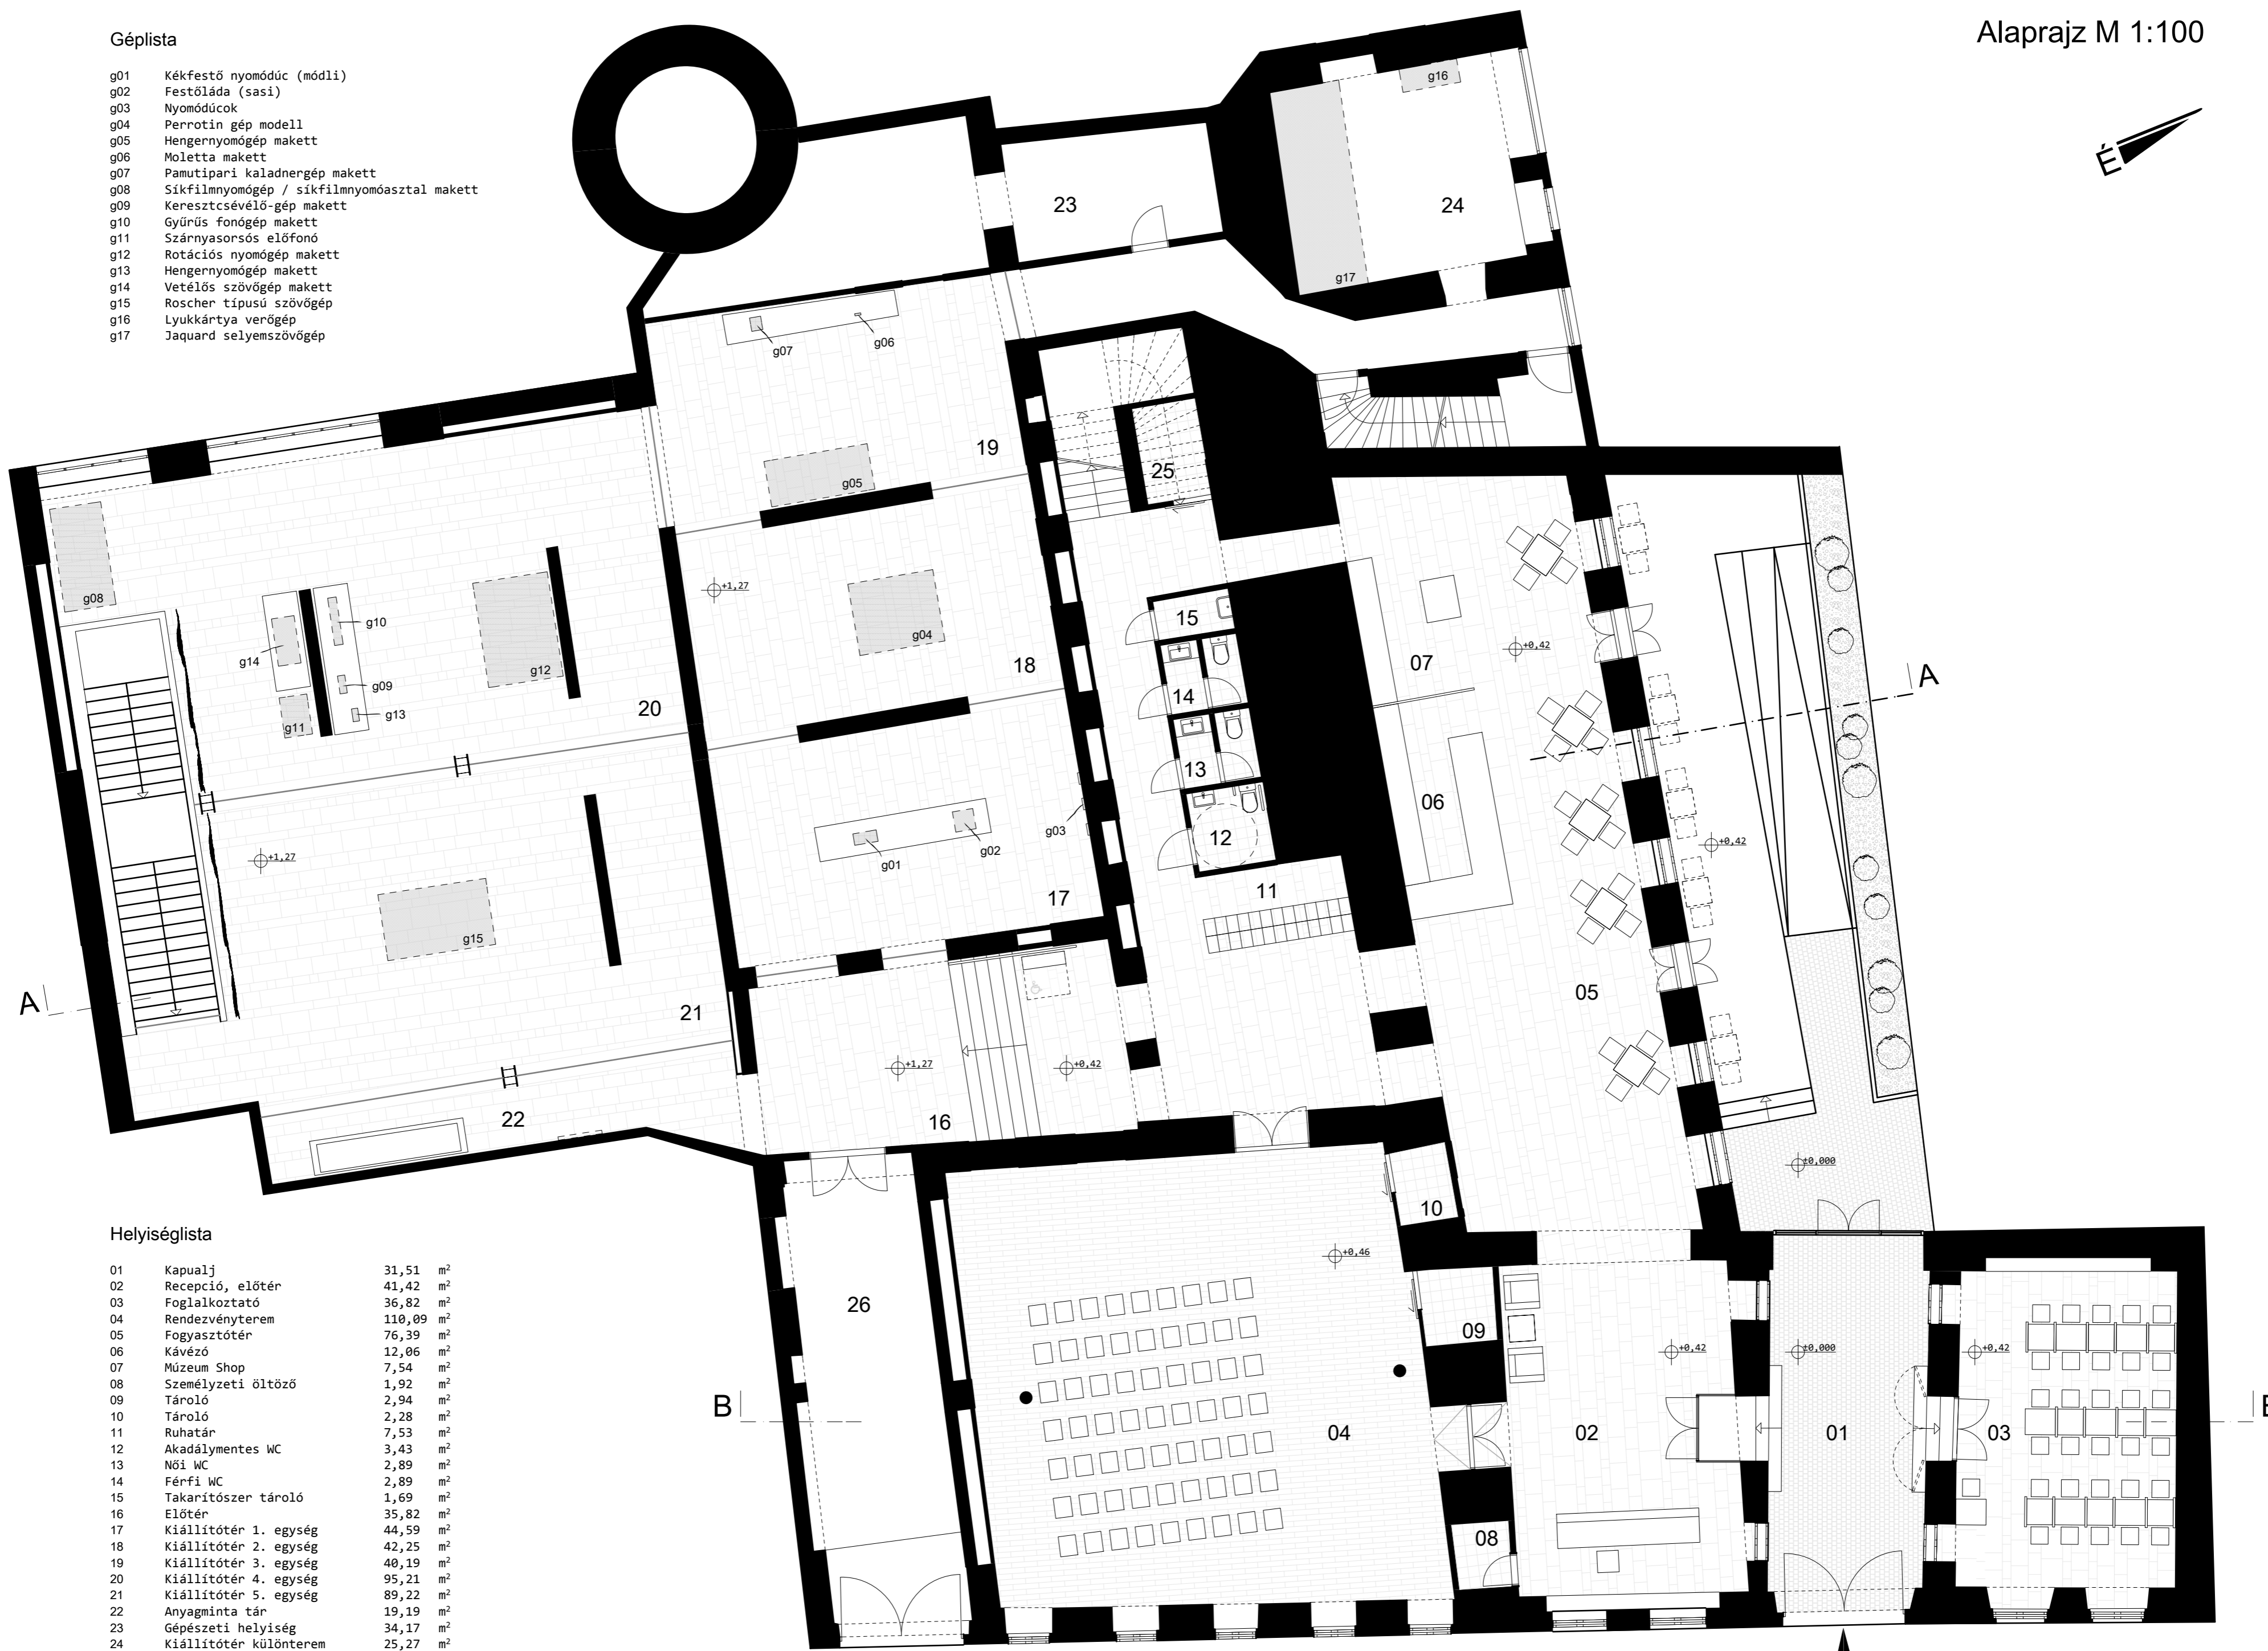 Alaprajz M 1:100
É
Géplista
g01 Kékfestő nyomódúc (módli)
g02 Festőláda (sasi)
g03 Nyomódúcok
g04 Perrotin gép modell
g05 Hengernyomógép makett
g06 Moletta makett
g07 Pamutipari kaladnergép makett
g08 Síkfilmnyomógép / síkfilmnyomóasztal makett
g09 Keresztcsévélő-gép makett
g10 Gyűrűs fonógép makett
g11 Szárnyasorsós előfonó
g12 Rotációs nyomógép makett
g13 Hengernyomógép makett
g14 Vetélős szövőgép makett
g15 Roscher típusú szövőgép
g16 Lyukkártya verőgép
g17 Jaquard selyemszövőgép
g16
23
24
g17
g07
g06
19
g05
25
g08
g10
g14
g12
g09
g13
g11
20
+1,27
g04
18
15
14
13
12
11
07
+0,42
06
A
g03
g01
g02
17
+1,27
g15
21
A
+0,42
05
+1,27
+0,42
16
22
±0,000
10
+0,46
26
09
+0,42
±0,000
+0,42
B
04
02
01
03
08
Helyiséglista
01 Kapualj 31,51 m²
02 Recepció, előtér 41,42 m²
03 Foglalkoztató 36,82 m²
04 Rendezvényterem 110,09 m²
05 Fogyasztótér 76,39 m²
06 Kávézó 12,06 m²
07 Múzeum Shop 7,54 m²
08 Személyzeti öltöző 1,92 m²
09 Tároló 2,94 m²
10 Tároló 2,28 m²
11 Ruhatár 7,53 m²
12 Akadálymentes WC 3,43 m²
13 Női WC 2,89 m²
14 Férfi WC 2,89 m²
15 Takarítószer tároló 1,69 m²
16 Előtér 35,82 m²
17 Kiállítótér 1. egység 44,59 m²
18 Kiállítótér 2. egység 42,25 m²
19 Kiállítótér 3. egység 40,19 m²
20 Kiállítótér 4. egység 95,21 m²
21 Kiállítótér 5. egység 89,22 m²
22 Anyagminta tár 19,19 m²
23 Gépészeti helyiség 34,17 m²
24 Kiállítótér különterem 25,27 m²